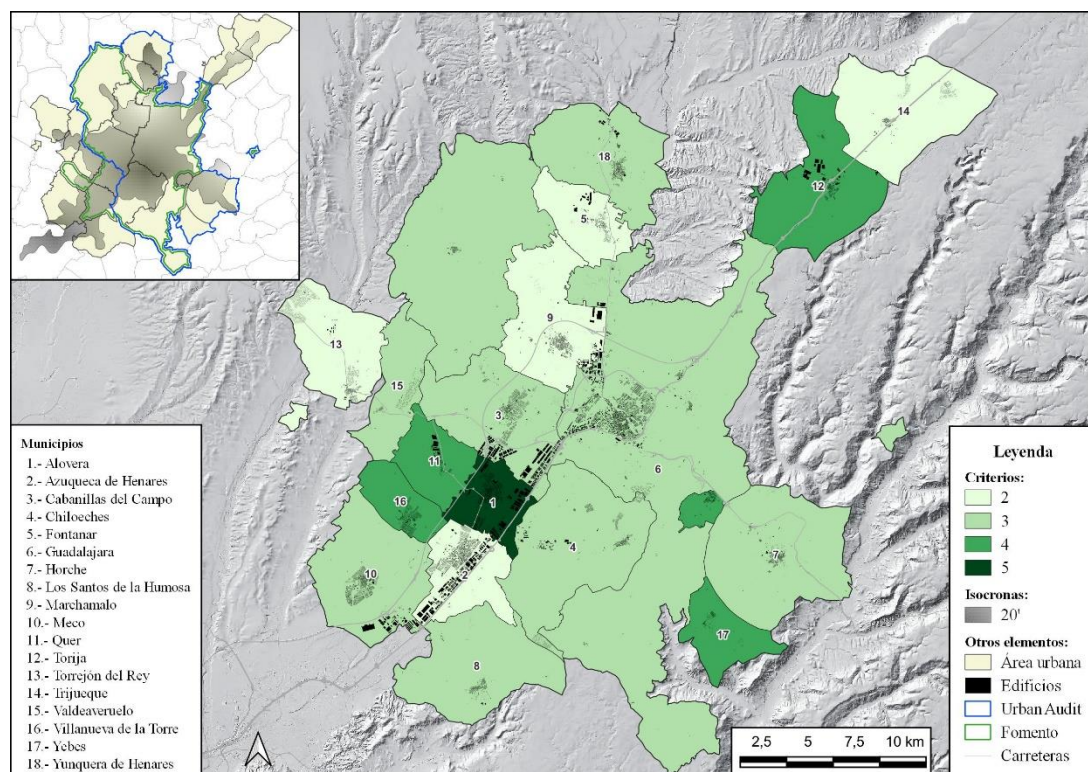 14
18
12
5
9
13
15
3
11
6
1
16
4
7
2
10
17
8
Municipios
1.- Alovera
2.- Azuqueca de Henares
3.- Cabanillas del Campo
4.- Chiloeches
5.- Fontanar
6.- Guadalajara
7.- Horche
8.- Los Santos de la Humosa
9.- Marchamalo
10.- Meco
11.- Quer
12.- Torija
13.- Torrejón del Rey
14.- Trijueque
15.- Valdeaveruelo
16.- Villanueva de la Torre
17.- Yebes
18.- Yunquera de Henares
2,5 5 7,5 10 km
Leyenda
Criterios:
2
3
4
5
Isocronas:
20'
Otros elementos:
Área urbana
Edificios
Urban Audit
Fomento
Carreteras